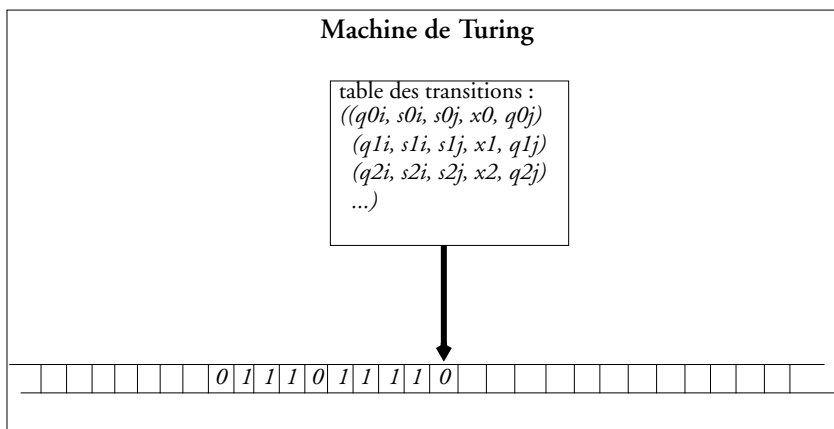 Machine de Turing
table des transitions :
((q0i, s0i, s0j, x0, q0j)
(q1i, s1i, s1j, x1, q1j)
(q2i, s2i, s2j, x2, q2j)
...)
0 1 1 1 0 1 1 1 1 0